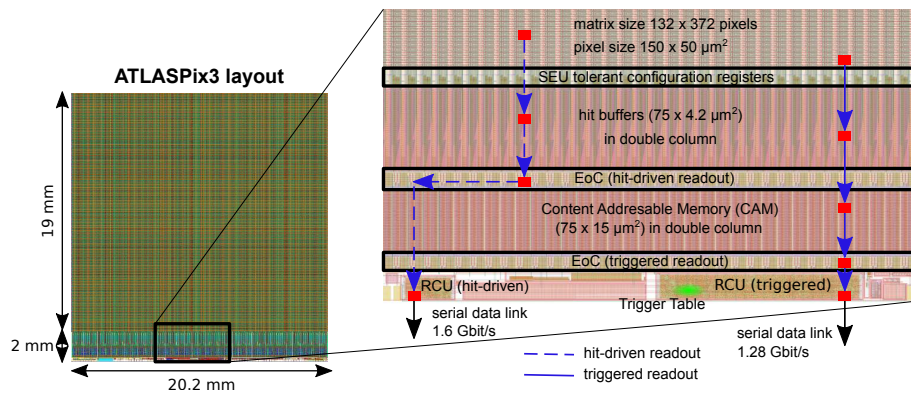 ATLASPix3 layout
19 mm
2 mm
20.2 mm
matrix size 132 x 372 pixels
pixel size 150 x 50 µm²
SEU tolerant configuration registers
hit buffers (75 x 4.2 µm²)
in double column
EoC (hit-driven readout)
Content Addresable Memory (CAM)
(75 x 15 µm²) in double column
EoC (triggered readout)
RCU (hit-driven)
RCU (triggered)
Trigger Table
serial data link
1.6 Gbit/s
serial data link
1.28 Gbit/s
hit-driven readout
triggered readout